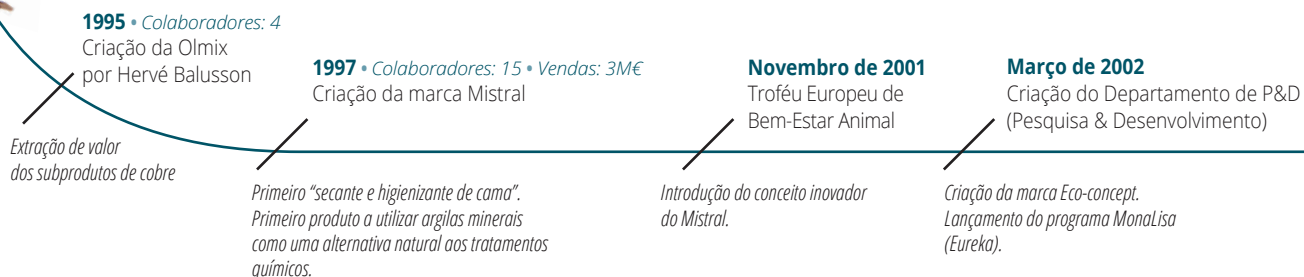 1995 • Colaboradores: 4
Criação da Olmix
por Hervé Balusson
Extração de valor
dos subprodutos de cobre
1997 • Colaboradores: 15 • Vendas: 3M€
Criação da marca Mistral
Primeiro “secante e higienizante de cama”.
Primeiro produto a utilizar argilas minerais
como uma alternativa natural aos tratamentos
químicos.
Novembro de 2001
Troféu Europeu de
Bem-Estar Animal
Introdução do conceito inovador
do Mistral.
Março de 2002
Criação do Departamento de P&D
(Pesquisa & Desenvolvimento)
Criação da marca Eco-concept.
Lançamento do programa MonaLisa
(Eureka).